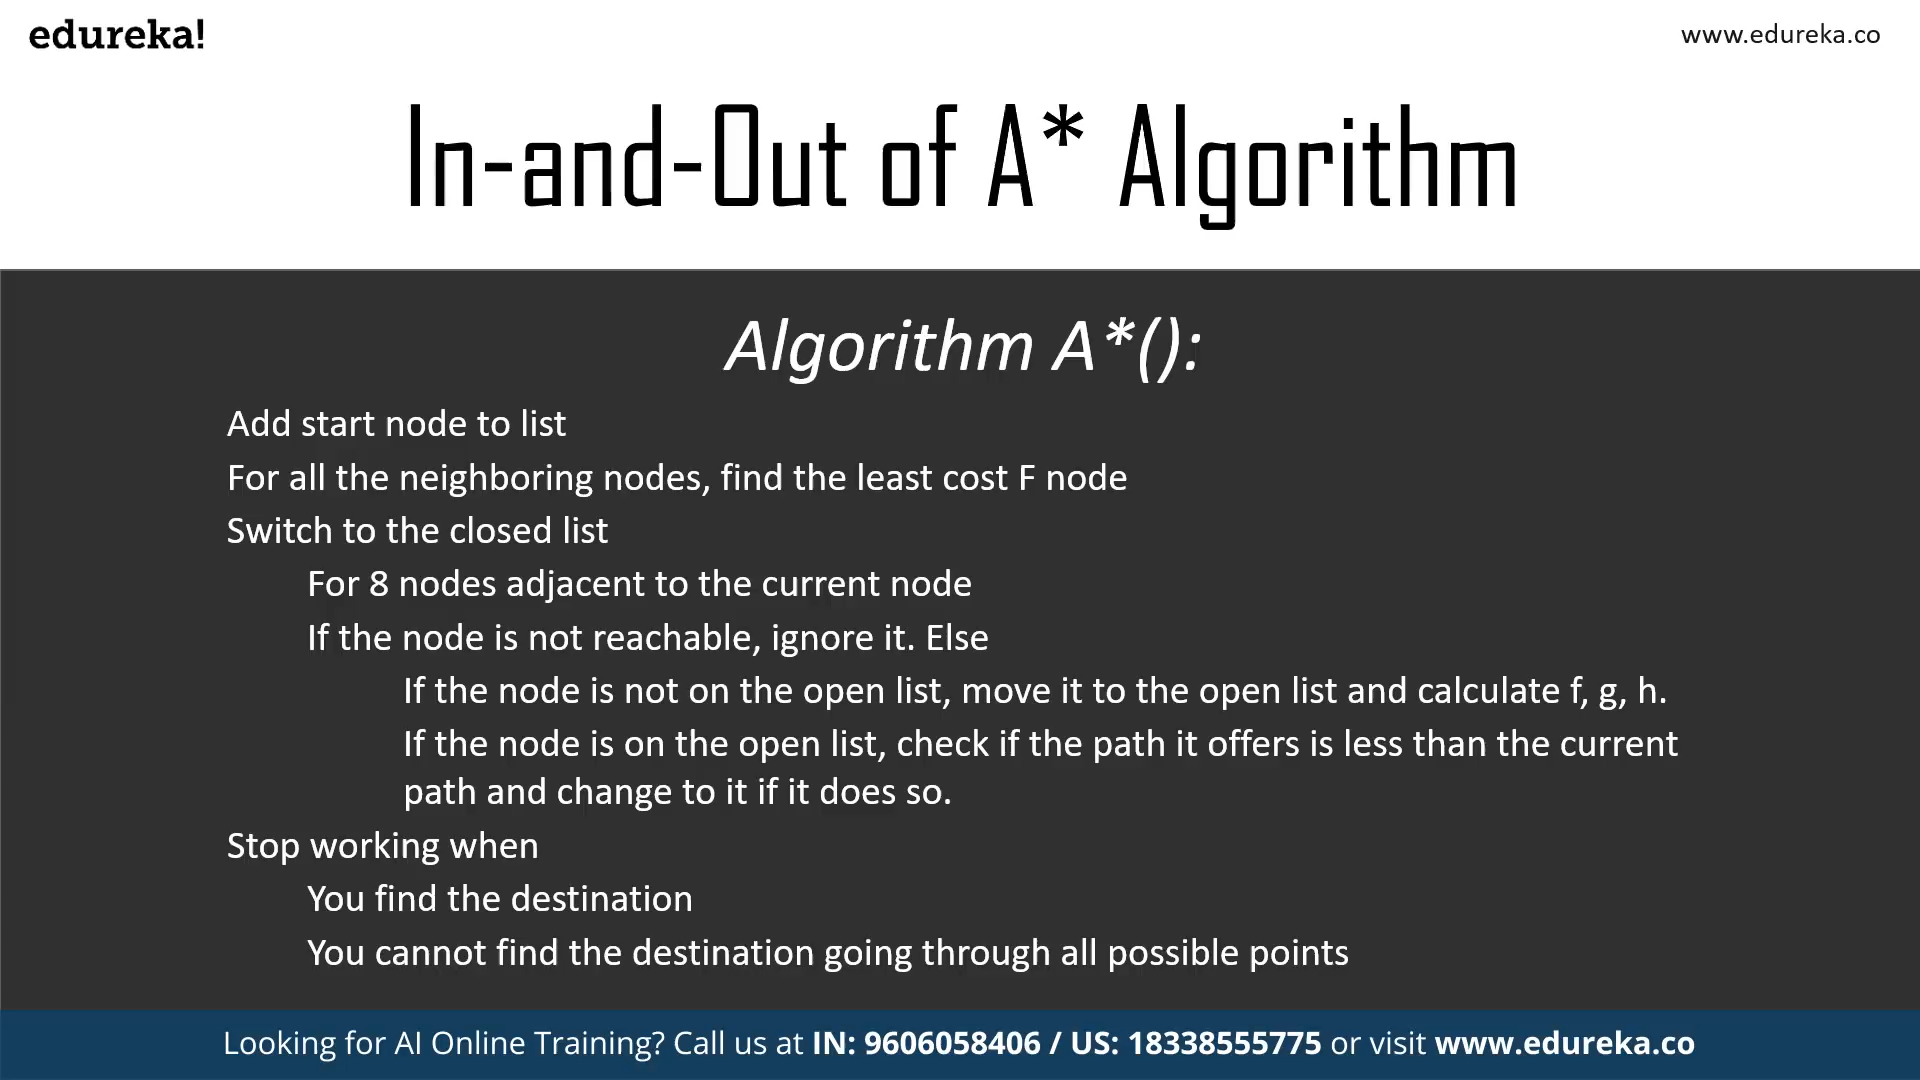 edureka!
www.edureka.co
In-and-Out of A* Algorithm
Algorithm A*():
Add start node to list
For all the neighboring nodes, find the least cost F node
Switch to the closed list
For 8 nodes adjacent to the current node
If the node is not reachable, ignore it. Else
If the node is not on the open list, move it to the open list and calculate f, g, h.
If the node is on the open list, check if the path it offers is less than the current
path and change to it if it does so.
Stop working when
You find the destination
You cannot find the destination going through all possible points
Looking for AI Online Training? Call us at IN: 9606058406 / US: 18338555775 or visit www.edureka.co